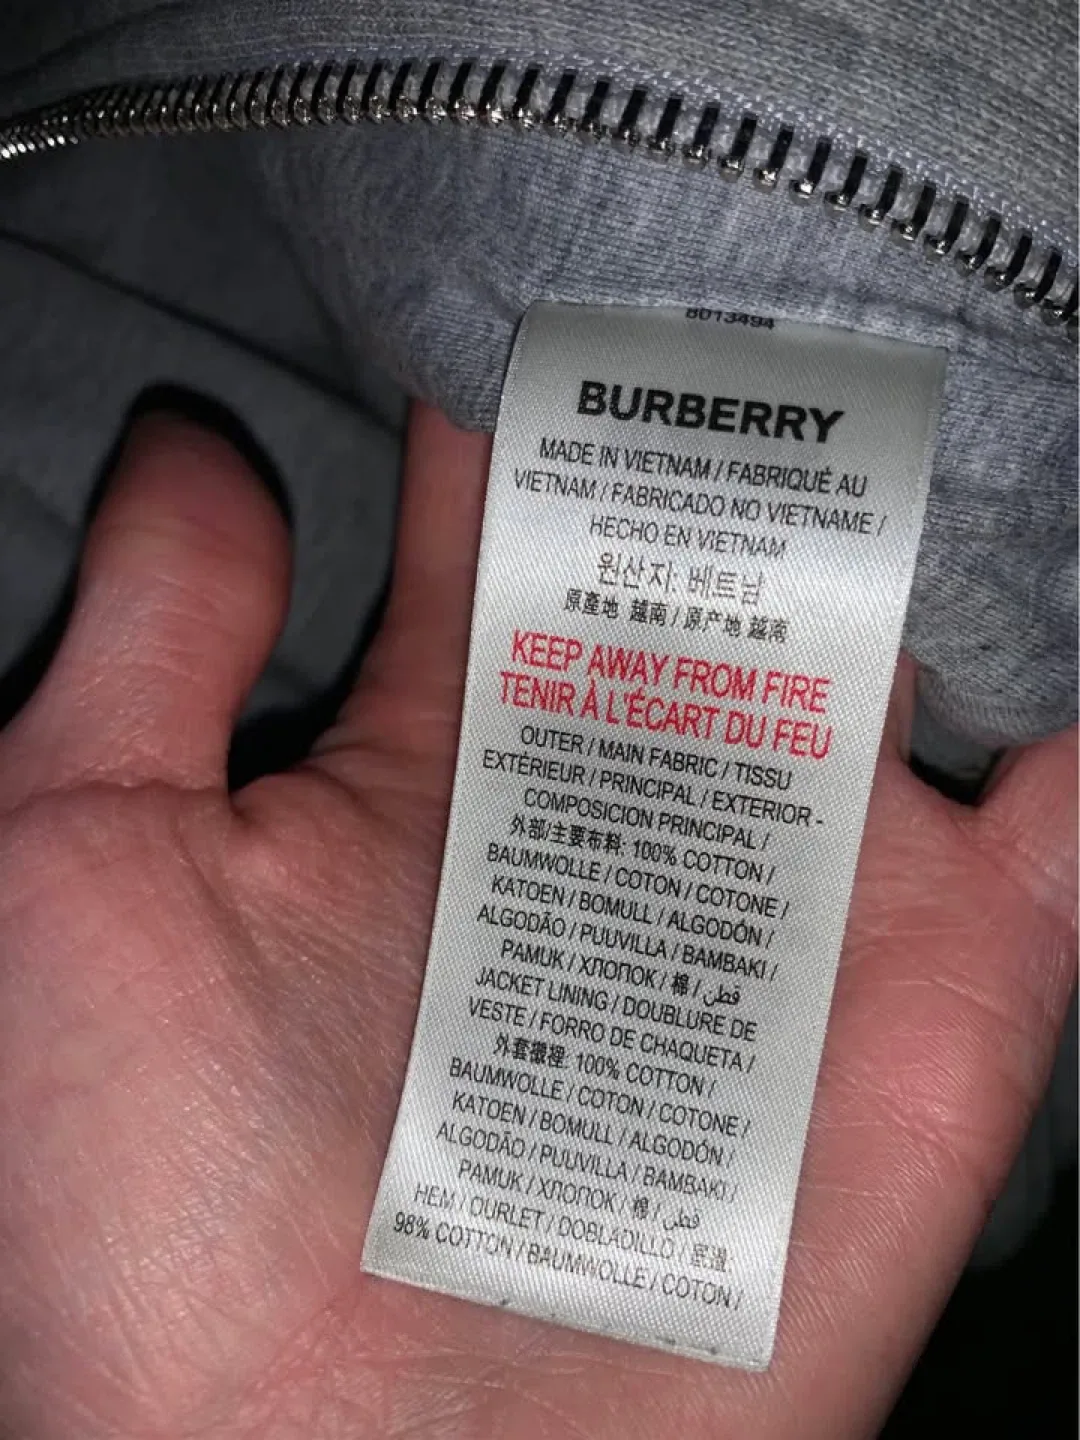 8013494
BURBERRY
MADE IN VIETNAM / FABRIQUÉ AU
VIETNAM / FABRICADO NO VIETNAME /
HECHO EN VIETNAM
원산지: 베트남
原產地 越南 / 原产地 越南
KEEP AWAY FROM FIRE
TENIR À L'ÉCART DU FEU
OUTER / MAIN FABRIC / TISSU
EXTÉRIEUR / PRINCIPAL / EXTERIOR -
COMPOSICION PRINCIPAL /
外部/主要布料: 100% COTTON /
BAUMWOLLE / COTON / COTONE /
KATOEN / BOMULL / ALGODÓN /
ALGODÃO / PUUVILLA / BAMBAKI /
PAMUK / ХЛОПОК / 棉 / قطن
JACKET LINING / DOUBLURE DE
VESTE / FORRO DE CHAQUETA /
外套襯裡: 100% COTTON /
BAUMWOLLE / COTON / COTONE /
KATOEN / BOMULL / ALGODÓN /
ALGODÃO / PUUVILLA / BAMBAKI /
PAMUK / ХЛОПОК / 棉 / قطن
HEM / OURLET / DOBLADILLO /
98% COTTON / BAUMWOLLE / COTON /